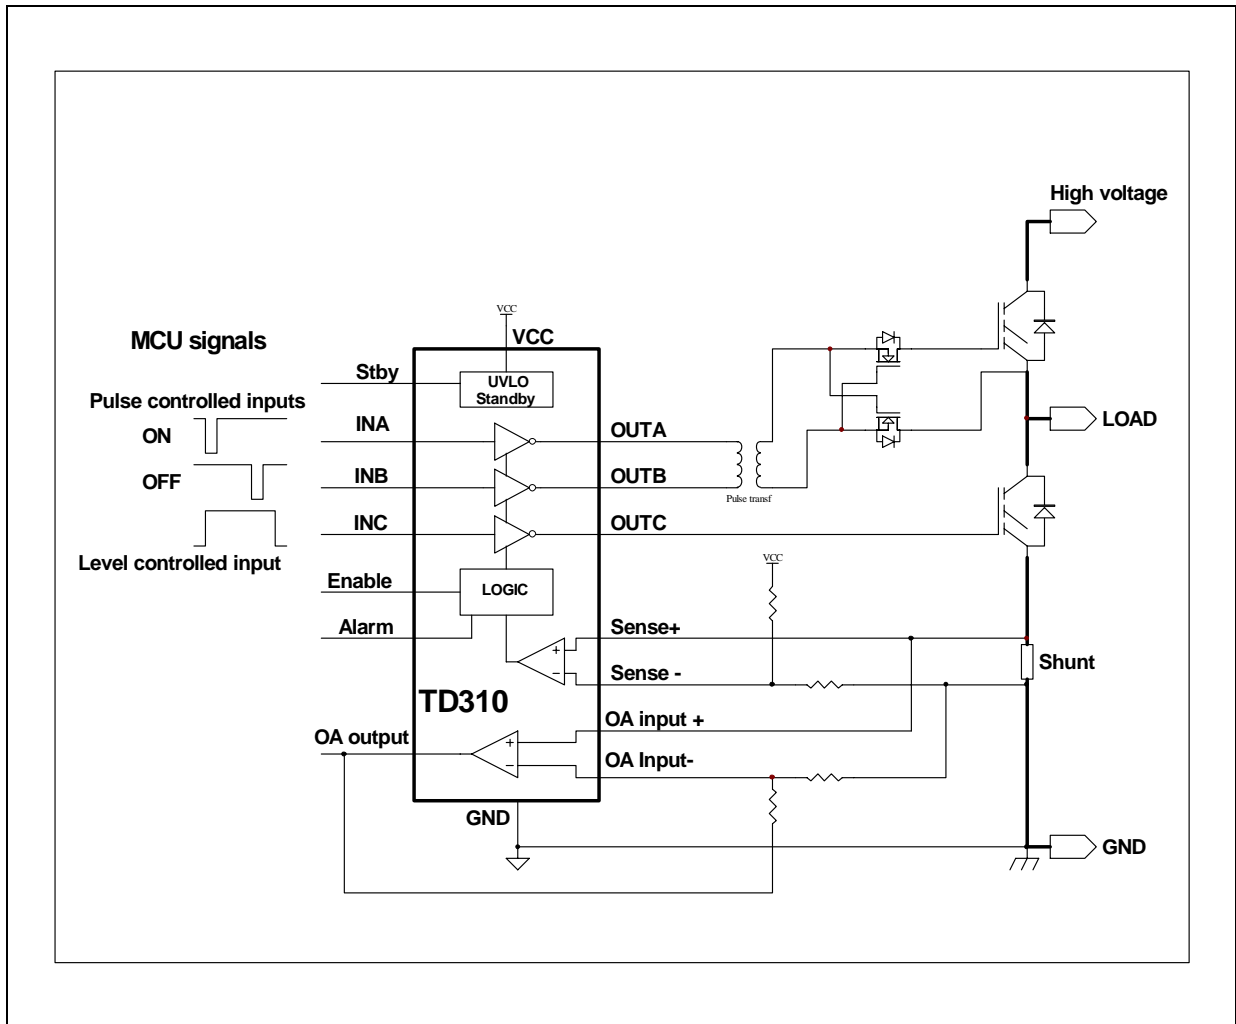 High voltage
VCC
VCC
MCU signals
Stby
UVLO
Standby
Pulse controlled inputs
ON
INA
OUTA
LOAD
OFF
INB
OUTB
Pulse transf
INC
OUTC
Level controlled input
VCC
Enable
LOGIC
Alarm
Sense+
+
−
Sense -
Shunt
TD310
OA input +
OA output
+
−
OA Input-
GND
GND